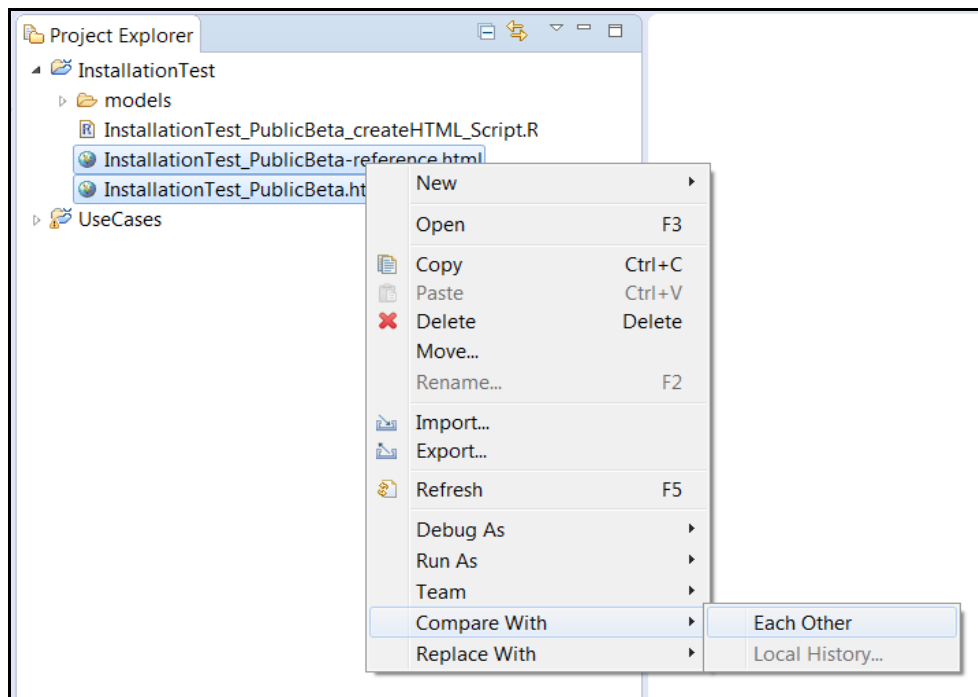 Project Explorer
InstallationTest
models
InstallationTest_PublicBeta_createHTML_Script.R
InstallationTest_PublicBeta-reference.html
InstallationTest_PublicBeta.ht
UseCases
New
Open F3
Copy Ctrl+C
Paste Ctrl+V
Delete Delete
Move...
Rename... F2
Import...
Export...
Refresh F5
Debug As
Run As
Team
Compare With
Replace With
Each Other
Local History...